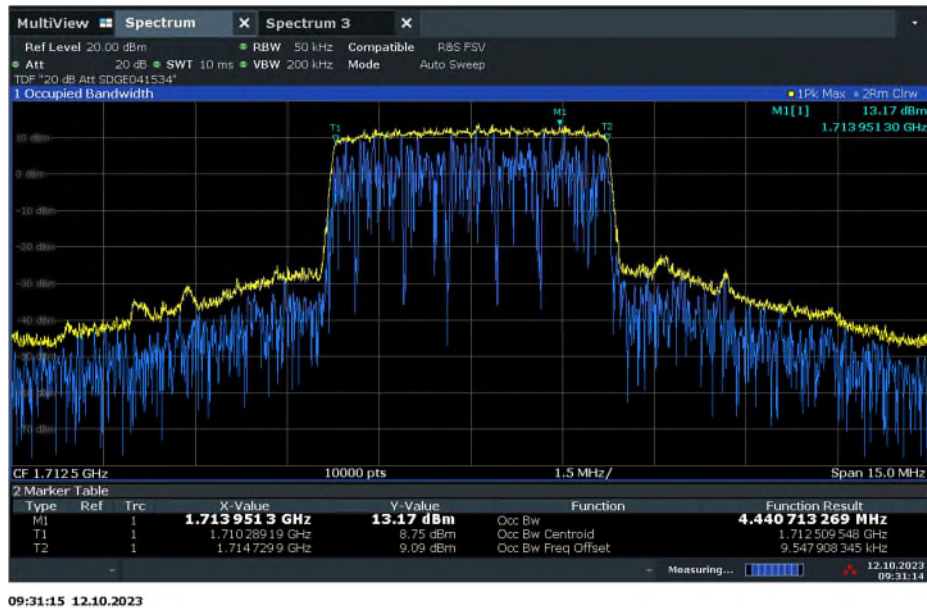 MultiView Spectrum X Spectrum 3 X
Ref Level 20.00 dBm RBW 50 kHz Compatible R&S FSV
Att 20 dB SWT 10 ms VBW 200 kHz Mode Auto Sweep
TDF "20 dB Att SDGE041534"
1 Occupied Bandwidth 1Pk Max 2Rm Clrw
M1[1] 13.17 dBm
1.713 951 30 GHz
M1
T1
T2
10 dBm
0 dBm
-10 dBm
-20 dBm
-30 dBm
-40 dBm
-70 dBm
CF 1.712 5 GHz 10000 pts 1.5 MHz/ Span 15.0 MHz
2 Marker Table
Type Ref Trc X-Value Y-Value Function Function Result
M1 1 1.713 951 3 GHz 13.17 dBm Occ Bw 4.440 713 269 MHz
T1 1 1.710 289 19 GHz 8.75 dBm Occ Bw Centroid 1.712 509 548 GHz
T2 1 1.714 729 9 GHz 9.09 dBm Occ Bw Freq Offset 9.547 908 345 kHz
Measuring... 12.10.2023
09:31:14
09:31:15 12.10.2023